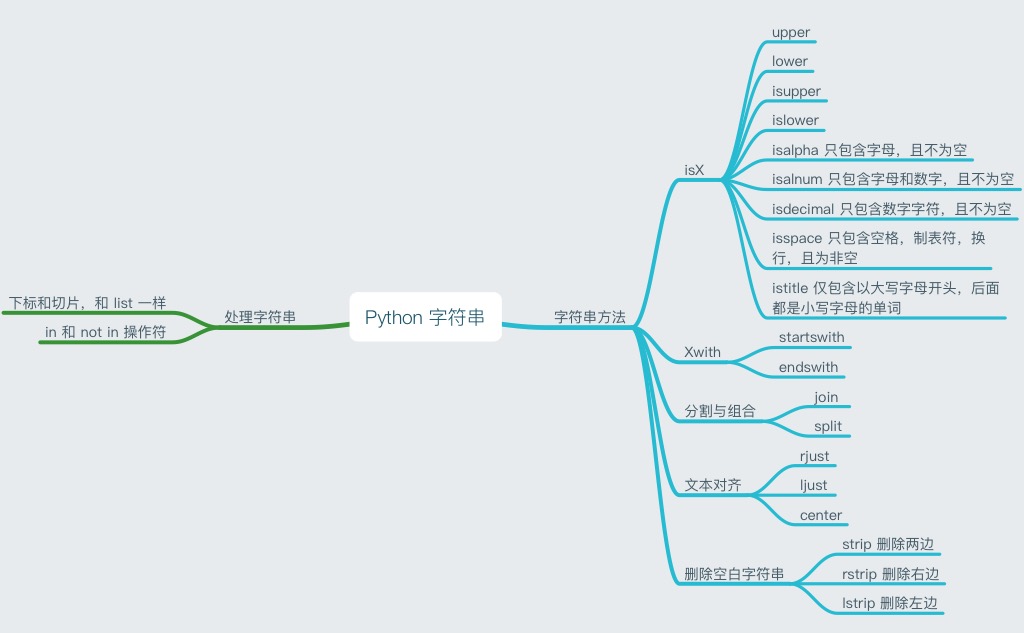 Python 字符串
处理字符串
下标和切片，和 list 一样
in 和 not in 操作符
字符串方法
isX
upper
lower
isupper
islower
isalpha 只包含字母，且不为空
isalnum 只包含字母和数字，且不为空
isdecimal 只包含数字字符，且不为空
isspace 只包含空格，制表符，换
行，且为非空
istitle 仅包含以大写字母开头，后面
都是小写字母的单词
Xwith
startswith
endswith
分割与组合
join
split
文本对齐
rjust
ljust
center
删除空白字符串
strip 删除两边
rstrip 删除右边
lstrip 删除左边